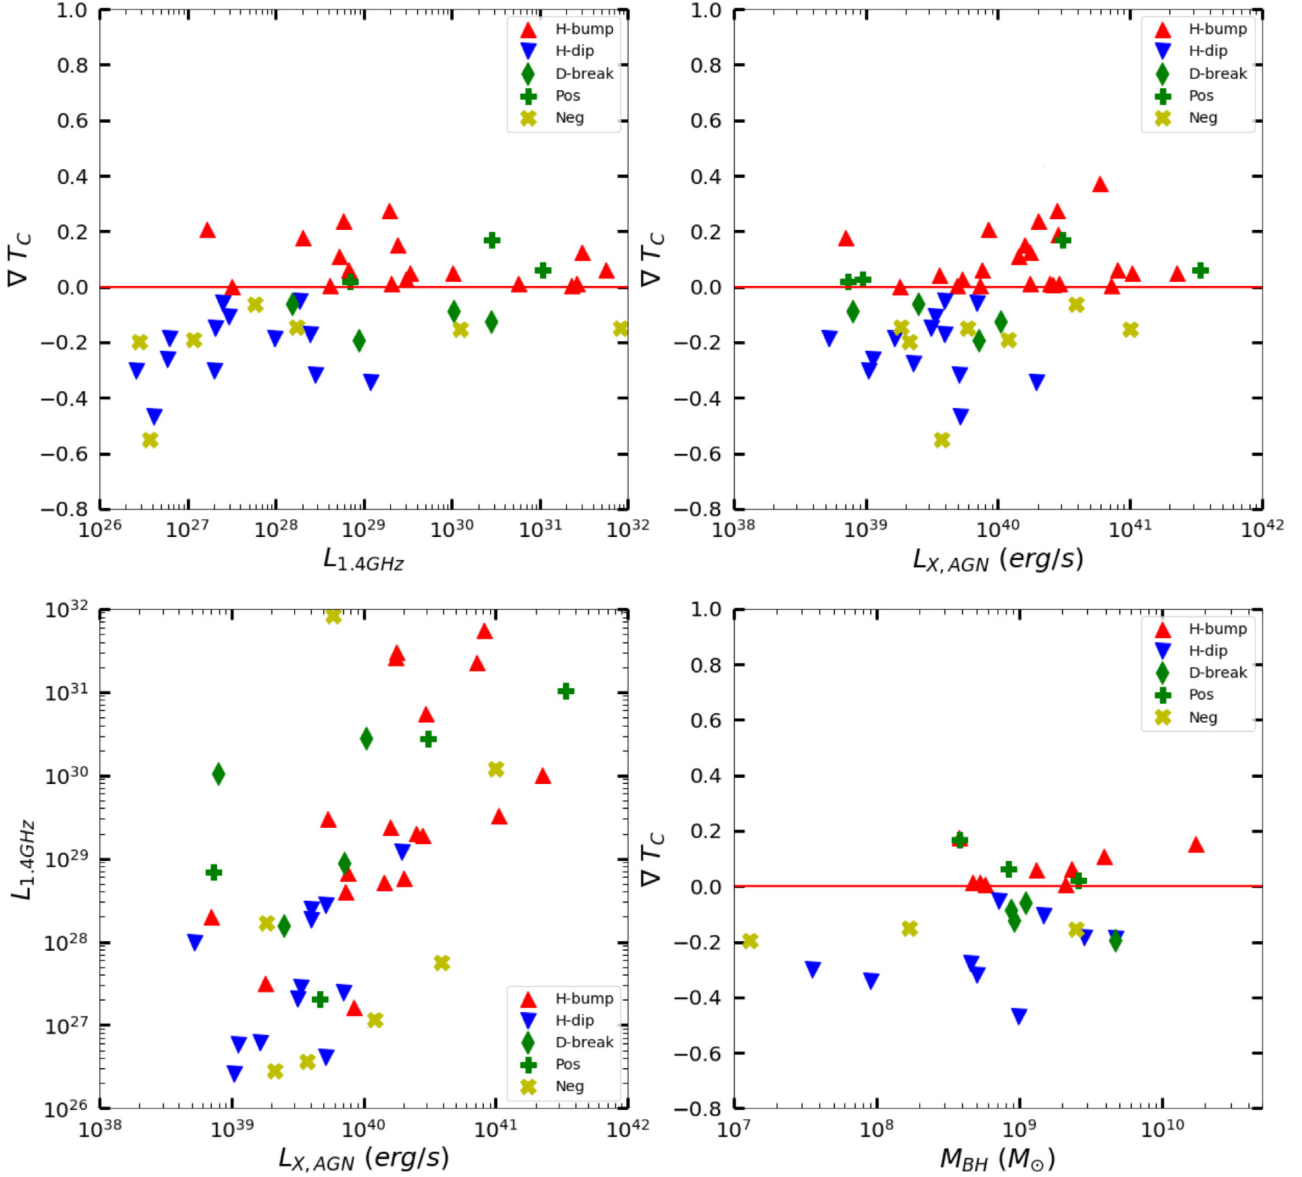 1.0
0.8
0.6
0.4
0.2
0.0
−0.2
−0.4
−0.6
−0.8
∇ T_C
10^26 10^27 10^28 10^29 10^30 10^31 10^32
L_1.4GHz
H-bump
H-dip
D-break
Pos
Neg
1.0
0.8
0.6
0.4
0.2
0.0
−0.2
−0.4
−0.6
−0.8
∇ T_C
10^38 10^39 10^40 10^41 10^42
L_X, AGN (erg/s)
H-bump
H-dip
D-break
Pos
Neg
10^32
10^31
10^30
10^29
10^28
10^27
10^26
L_1.4GHz
10^38 10^39 10^40 10^41 10^42
L_X, AGN (erg/s)
H-bump
H-dip
D-break
Pos
Neg
1.0
0.8
0.6
0.4
0.2
0.0
−0.2
−0.4
−0.6
−0.8
∇ T_C
10^7 10^8 10^9 10^10
M_BH (M_⊙)
H-bump
H-dip
D-break
Pos
Neg